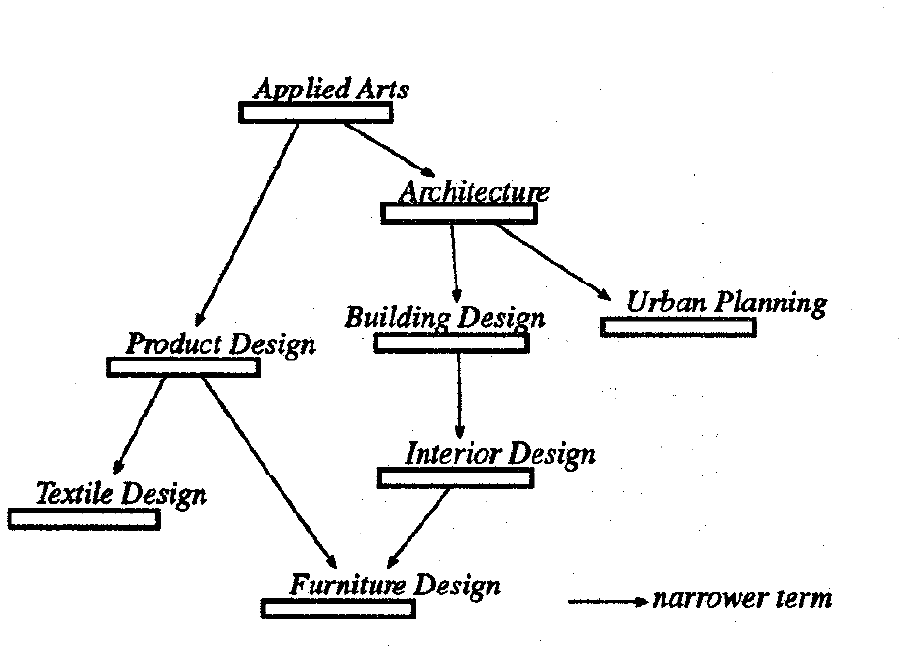 Applied Arts
Architecture
Urban Planning
Building Design
Product Design
Interior Design
Textile Design
Furniture Design
narrower term